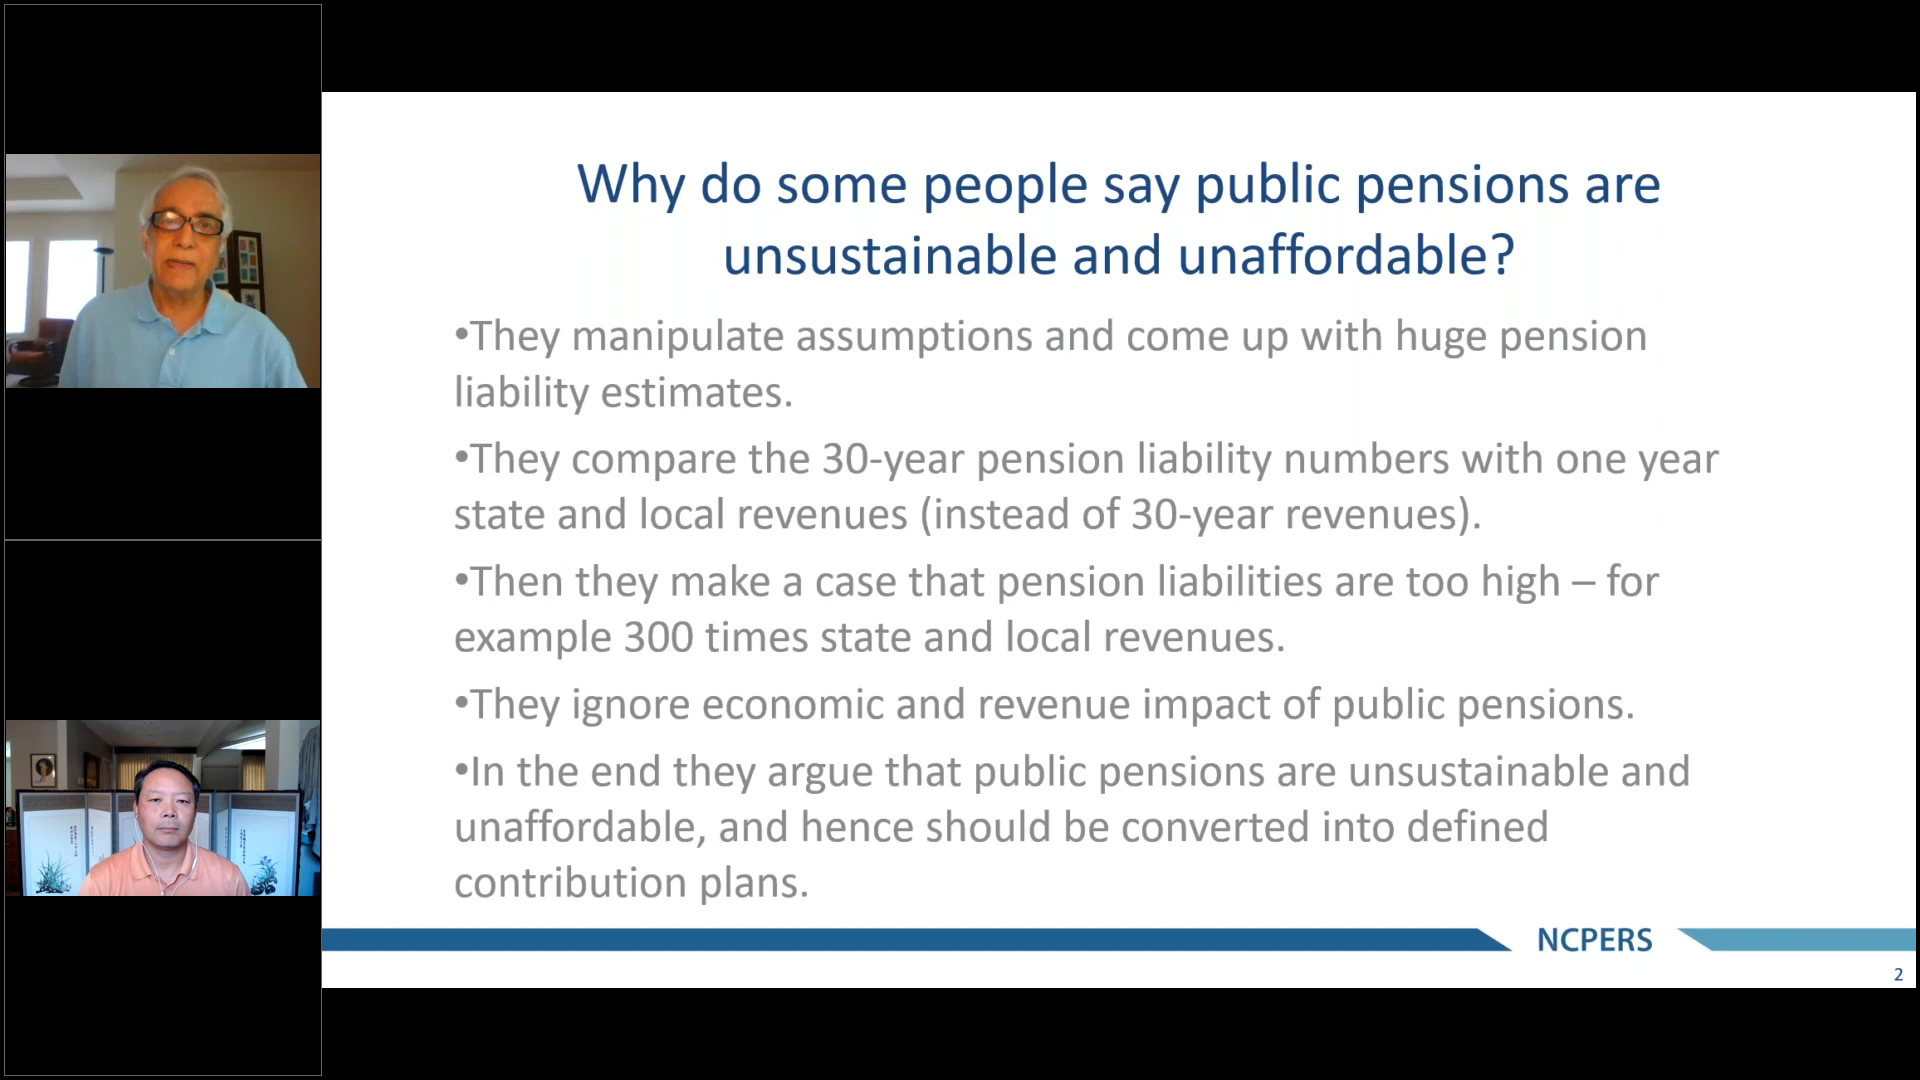 Why do some people say public pensions are
unsustainable and unaffordable?
•They manipulate assumptions and come up with huge pension
liability estimates.
•They compare the 30-year pension liability numbers with one year
state and local revenues (instead of 30-year revenues).
•Then they make a case that pension liabilities are too high – for
example 300 times state and local revenues.
•They ignore economic and revenue impact of public pensions.
•In the end they argue that public pensions are unsustainable and
unaffordable, and hence should be converted into defined
contribution plans.
NCPERS
2